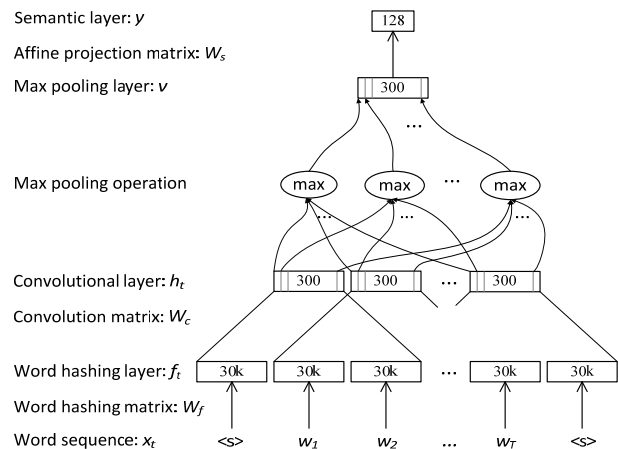 Semantic layer: y 128
Affine projection matrix: Ws
Max pooling layer: v 300
...
Max pooling operation max max ... max
... ... ...
Convolutional layer: ht 300 300 ... 300
Convolution matrix: Wc
Word hashing layer: ft 30k 30k 30k ... 30k 30k
Word hashing matrix: Wf
Word sequence: xt <s> w1 w2 ... wT <s>